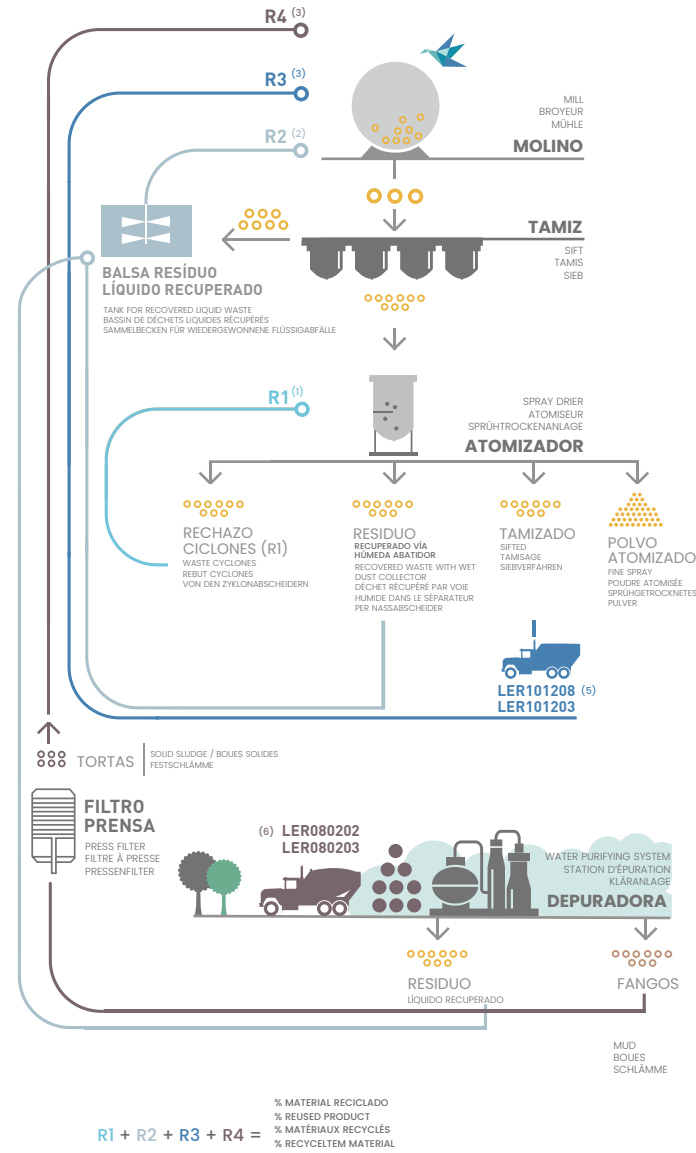 R4 (3)
R3 (3)
R2 (2)
MILL
BROYEUR
MÜHLE
MOLINO
TAMIZ
SIFT
TAMIS
SIEB
BALSA RESÍDUO
LÍQUIDO RECUPERADO
TANK FOR RECOVERED LIQUID WASTE
BASSIN DE DÈCHETS LIQUIDES RÉCUPÉRÉS
SAMMELBECKEN FÜR WIEDERGEWONNENE FLÜSSIGABFÄLLE
R1 (1)
SPRAY DRIER
ATOMISEUR
SPRÜHTROCKENANLAGE
ATOMIZADOR
RECHAZO
CICLONES (R1)
WASTE CYCLONES
REBUT CYCLONES
VON DEN ZYKLONABSCHEIDERN
RESIDUO
RECUPERADO VÍA
HÚMEDA ABATIDOR
RECOVERED WASTE WITH WET
DUST COLLECTOR
DÉCHET RÉCUPÉRÉ PAR VOIE
HUMIDE DANS LE SÉPARATEUR
PER NASSABSCHEIDER
TAMIZADO
SIFTED
TAMISAGE
SIEBVERFAHREN
POLVO
ATOMIZADO
FINE SPRAY
POUDRE ATOMISÉE
SPRÜHGETROCKNETES
PULVER
LER101208 (5)
LER101203
TORTAS
SOLID SLUDGE / BOUES SOLIDES
FESTSCHLÄMME
FILTRO
PRENSA
PRESS FILTER
FILTRE À PRESSE
PRESSENFILTER
(6) LER080202
LER080203
WATER PURIFYING SYSTEM
STATION D'ÉPURATION
KLÄRANLAGE
DEPURADORA
RESIDUO
LÍQUIDO RECUPERADO
FANGOS
MUD
BOUES
SCHLÄMME
R1 + R2 + R3 + R4 =
% MATERIAL RECICLADO
% REUSED PRODUCT
% MATÉRIAUX RECYCLÉS
% RECYCELTEM MATERIAL